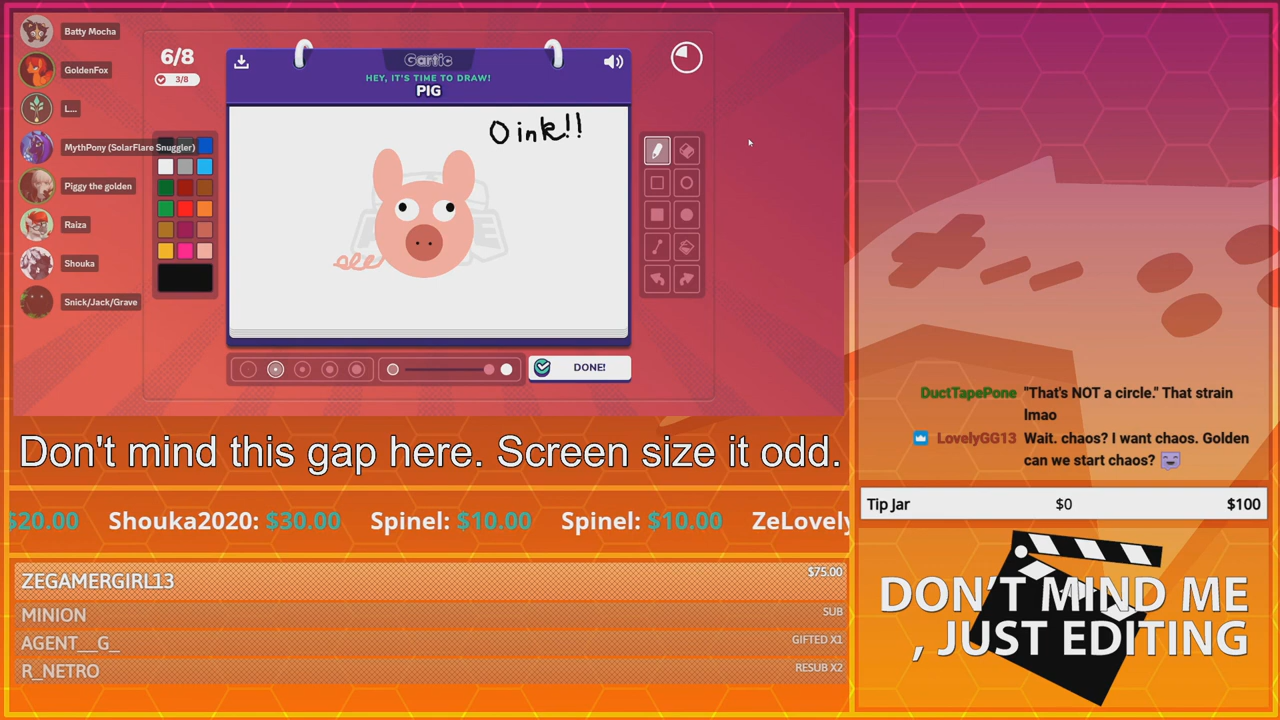 Batty Mocha
GoldenFox
L...
MythPony (SolarFlare Snuggler)
Piggy the golden
Raiza
Shouka
Snick/Jack/Grave
6/8
3/8
Gartic
HEY, IT'S TIME TO DRAW!
PIG
Oink!!
DONE!
Don't mind this gap here. Screen size it odd.
$20.00 Shouka2020: $30.00 Spinel: $10.00 Spinel: $10.00 ZeLovely
ZEGAMERGIRL13 $75.00
MINION SUB
AGENT__G_ GIFTED X1
R_NETRO RESUB X2
DuctTapePone "That's NOT a circle." That strain
lmao
LovelyGG13 Wait. chaos? I want chaos. Golden
can we start chaos?
Tip Jar $0 $100
DON'T MIND ME
, JUST EDITING